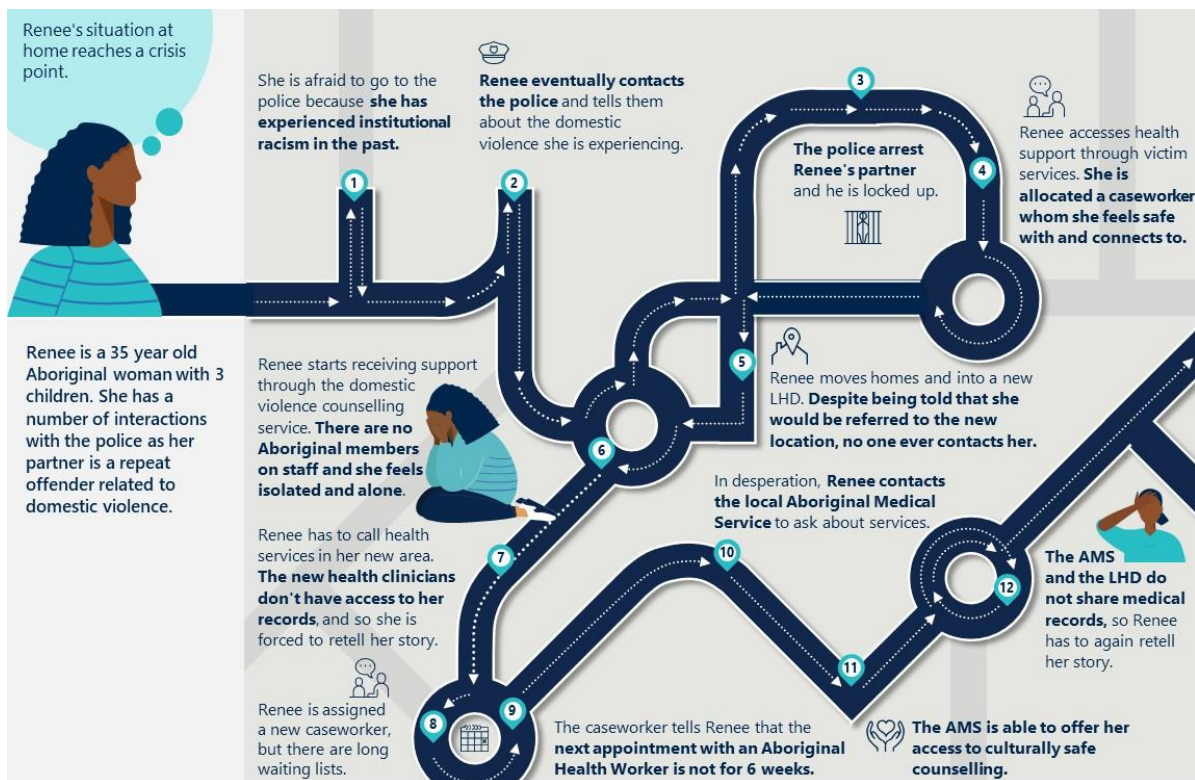 Renee's situation at
home reaches a crisis
point.
Renee is a 35 year old
Aboriginal woman with 3
children. She has a
number of interactions
with the police as her
partner is a repeat
offender related to
domestic violence.
She is afraid to go to the
police because she has
experienced institutional
racism in the past.
1
Renee eventually contacts
the police and tells them
about the domestic
violence she is experiencing.
2
3
The police arrest
Renee's partner
and he is locked up.
4
Renee accesses health
support through victim
services. She is
allocated a caseworker
whom she feels safe
with and connects to.
5
Renee moves homes and into a new
LHD. Despite being told that she
would be referred to the new
location, no one ever contacts her.
Renee starts receiving support
through the domestic
violence counselling
service. There are no
Aboriginal members
on staff and she feels
isolated and alone.
6
Renee has to call health
services in her new area.
The new health clinicians
don't have access to her
records, and so she is
forced to retell her story.
7
Renee is assigned
a new caseworker,
but there are long
waiting lists.
8
9
The caseworker tells Renee that the
next appointment with an Aboriginal
Health Worker is not for 6 weeks.
In desperation, Renee contacts
the local Aboriginal Medical
Service to ask about services.
10
11
The AMS is able to offer her
access to culturally safe
counselling.
12
The AMS
and the LHD do
not share medical
records, so Renee
has to again retell
her story.